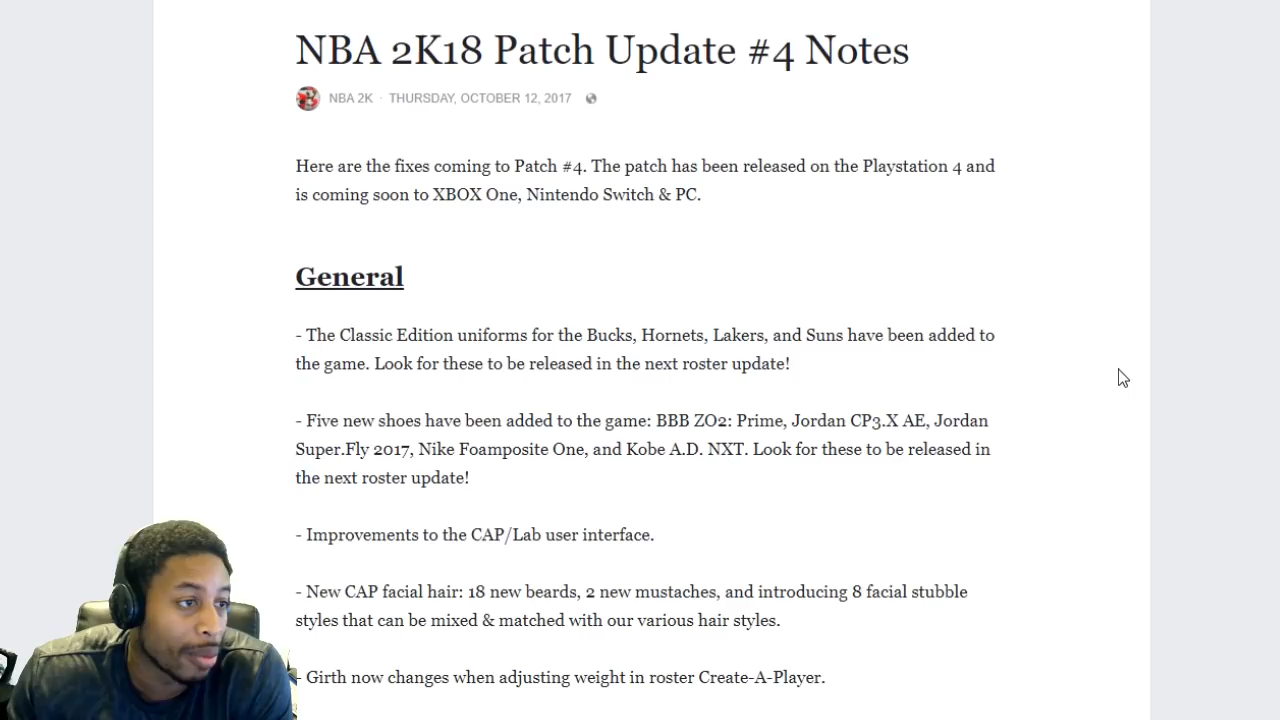 NBA 2K18 Patch Update #4 Notes
NBA 2K · THURSDAY, OCTOBER 12, 2017
Here are the fixes coming to Patch #4. The patch has been released on the Playstation 4 and
is coming soon to XBOX One, Nintendo Switch & PC.
General
- The Classic Edition uniforms for the Bucks, Hornets, Lakers, and Suns have been added to
the game. Look for these to be released in the next roster update!
- Five new shoes have been added to the game: BBB ZO2: Prime, Jordan CP3.X AE, Jordan
Super.Fly 2017, Nike Foamposite One, and Kobe A.D. NXT. Look for these to be released in
the next roster update!
- Improvements to the CAP/Lab user interface.
- New CAP facial hair: 18 new beards, 2 new mustaches, and introducing 8 facial stubble
styles that can be mixed & matched with our various hair styles.
- Girth now changes when adjusting weight in roster Create-A-Player.